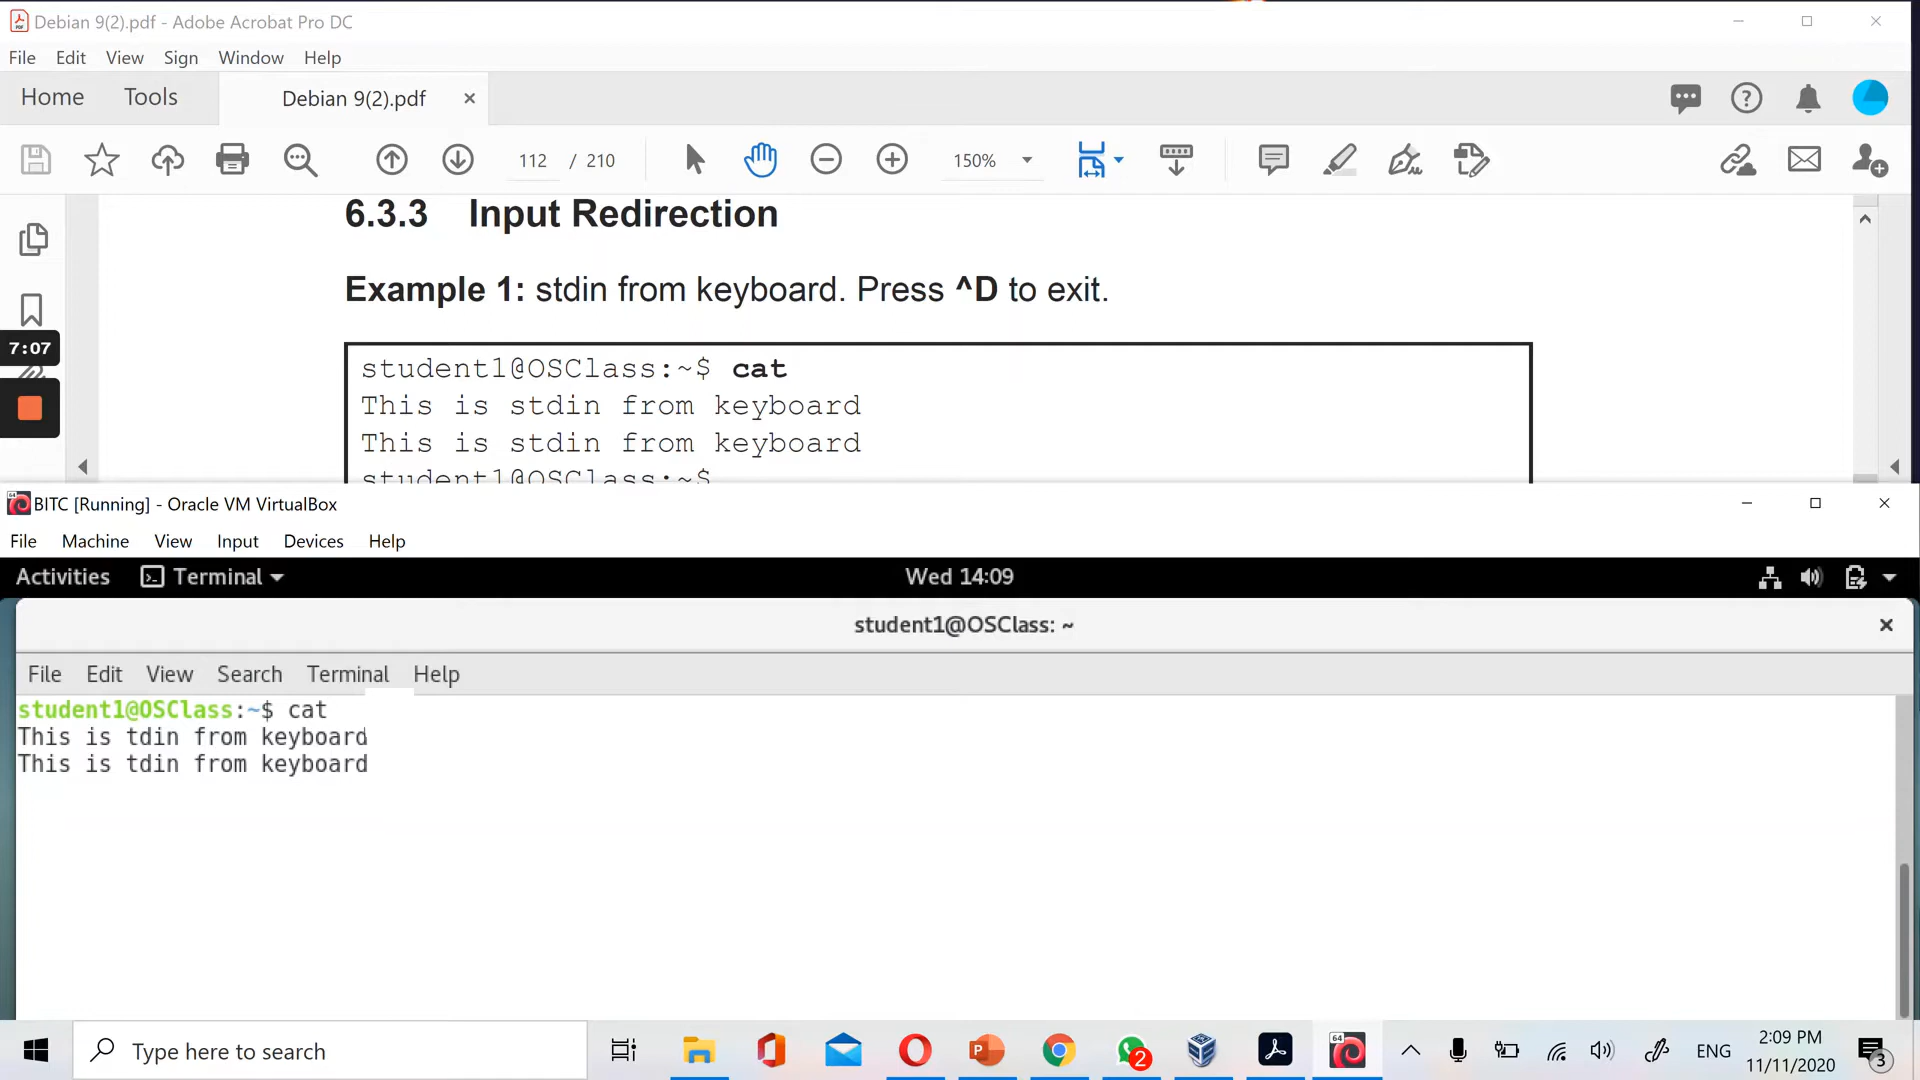 Debian 9(2).pdf - Adobe Acrobat Pro DC
File Edit View Sign Window Help
Home Tools Debian 9(2).pdf
112 / 210 150%
6.3.3 Input Redirection
Example 1: stdin from keyboard. Press ^D to exit.
7:07
student1@OSClass:~$ cat
This is stdin from keyboard
This is stdin from keyboard
student1@OSClass:~$
BITC [Running] - Oracle VM VirtualBox
File Machine View Input Devices Help
Activities Terminal Wed 14:09
student1@OSClass: ~
File Edit View Search Terminal Help
student1@OSClass:~$ cat
This is tdin from keyboard
This is tdin from keyboard
Type here to search
2
64
ENG
2:09 PM
11/11/2020
3